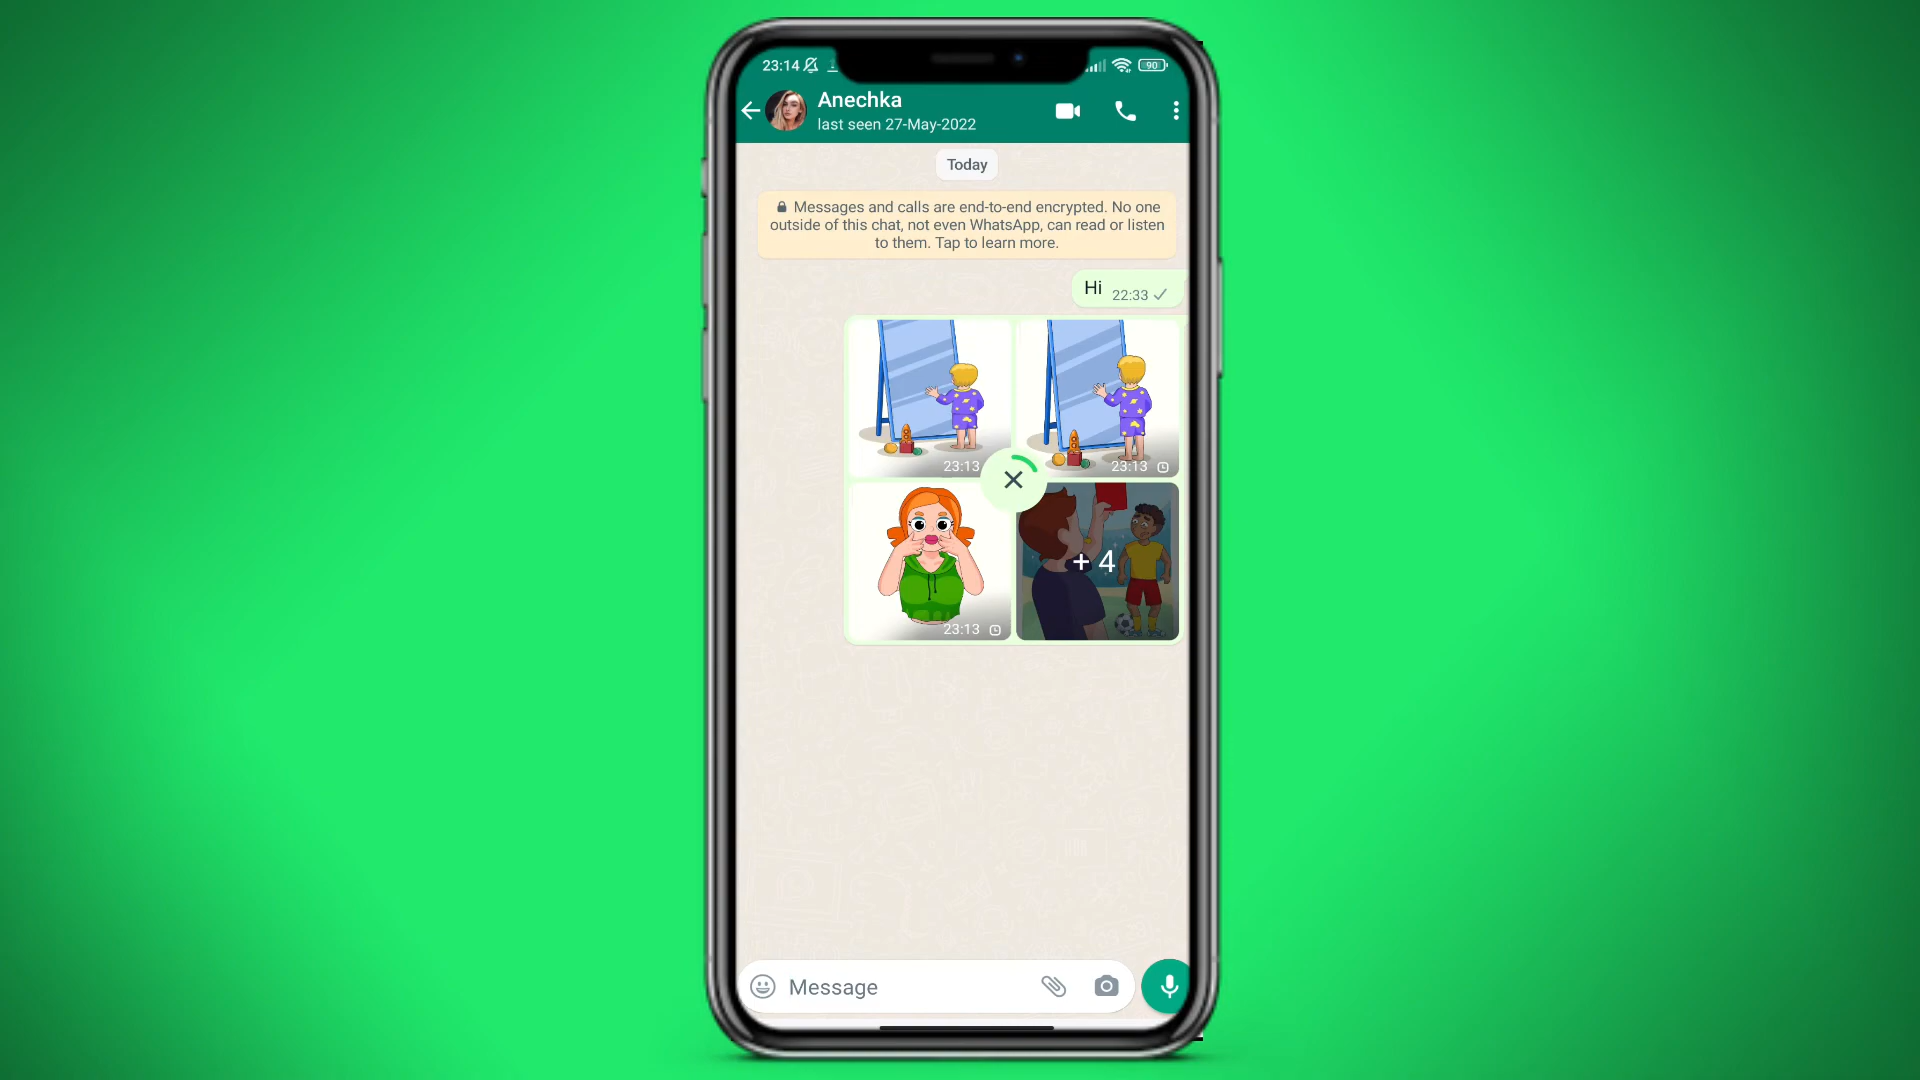 23:14
90
Anechka
last seen 27-May-2022
Today
Messages and calls are end-to-end encrypted. No one
outside of this chat, not even WhatsApp, can read or listen
to them. Tap to learn more.
Hi 22:33
23:13
23:13
23:13
+ 4
Message